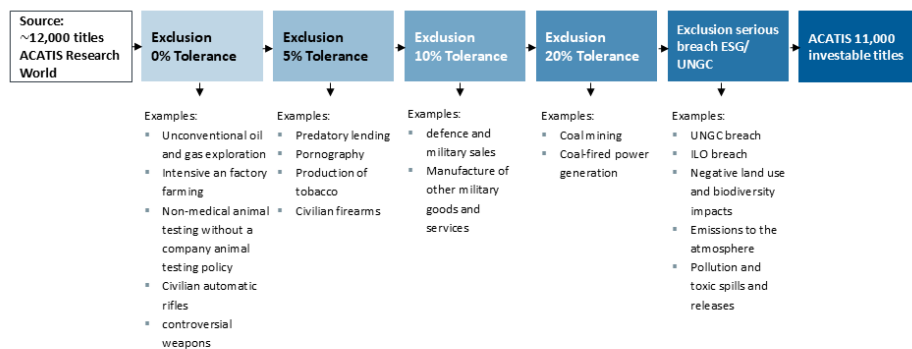 Source:
~12,000 titles
ACATIS Research
World
Exclusion
0% Tolerance
Exclusion
5% Tolerance
Exclusion
10% Tolerance
Exclusion
20% Tolerance
Exclusion serious
breach ESG/
UNGC
ACATIS 11,000
investable titles
Examples:
▪ Unconventional oil
and gas exploration
▪ Intensive an factory
farming
▪ Non-medical animal
testing without a
company animal
testing policy
▪ Civilian automatic
rifles
▪ controversial
weapons
Examples:
▪ Predatory lending
▪ Pornography
▪ Production of
tobacco
▪ Civilian firearms
Examples:
▪ defence and
military sales
▪ Manufacture of
other military
goods and
services
Examples:
▪ Coal mining
▪ Coal-fired power
generation
Examples:
▪ UNGC breach
▪ ILO breach
▪ Negative land use
and biodiversity
impacts
▪ Emissions to the
atmosphere
▪ Pollution and
toxic spills and
releases